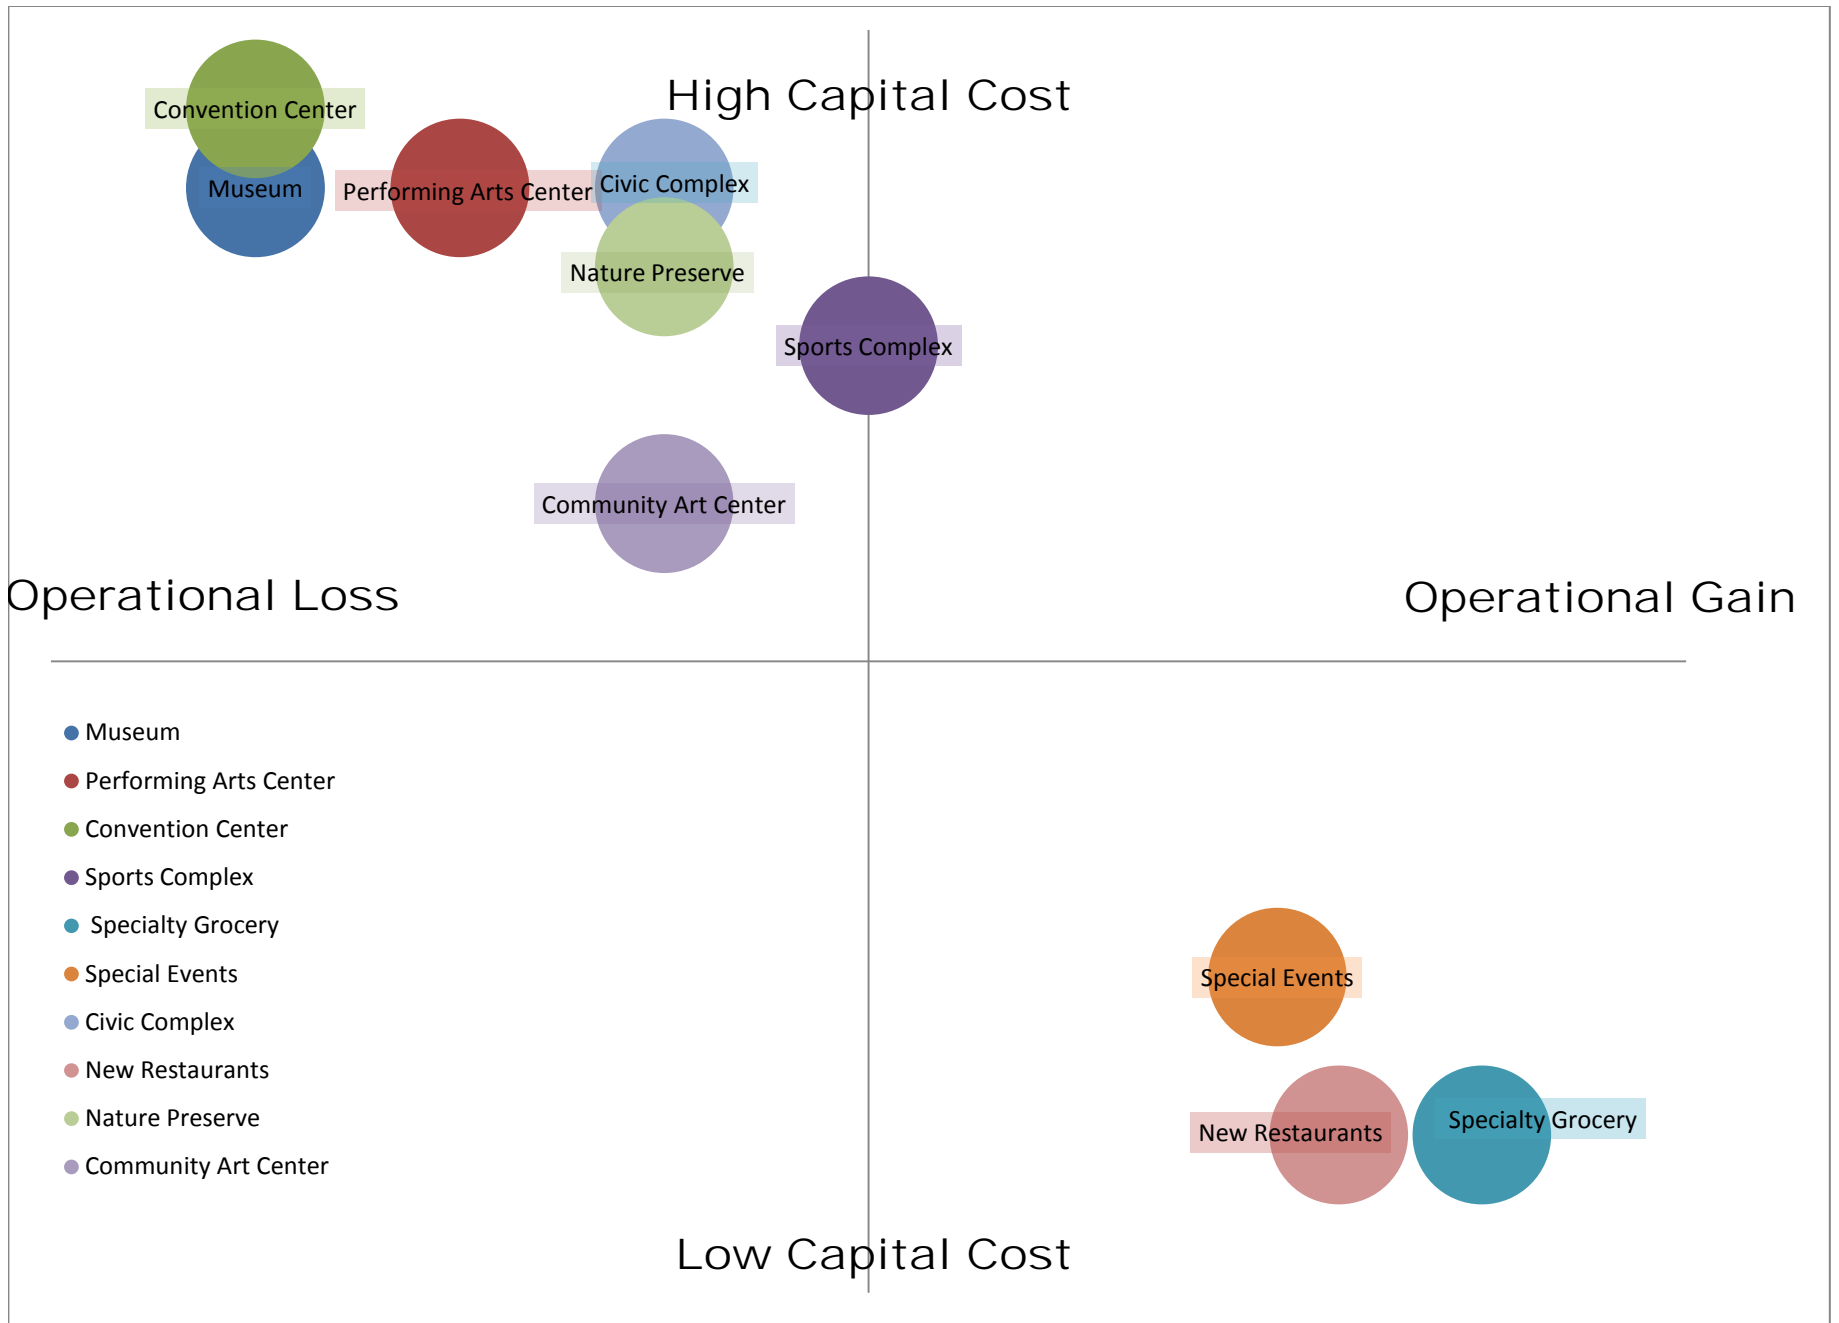 High Capital Cost
Convention Center
Museum
Performing Arts Center
Civic Complex
Nature Preserve
Sports Complex
Community Art Center
Operational Loss
Operational Gain
Museum
Performing Arts Center
Convention Center
Sports Complex
Specialty Grocery
Special Events
Civic Complex
New Restaurants
Nature Preserve
Community Art Center
Special Events
New Restaurants
Specialty Grocery
Low Capital Cost